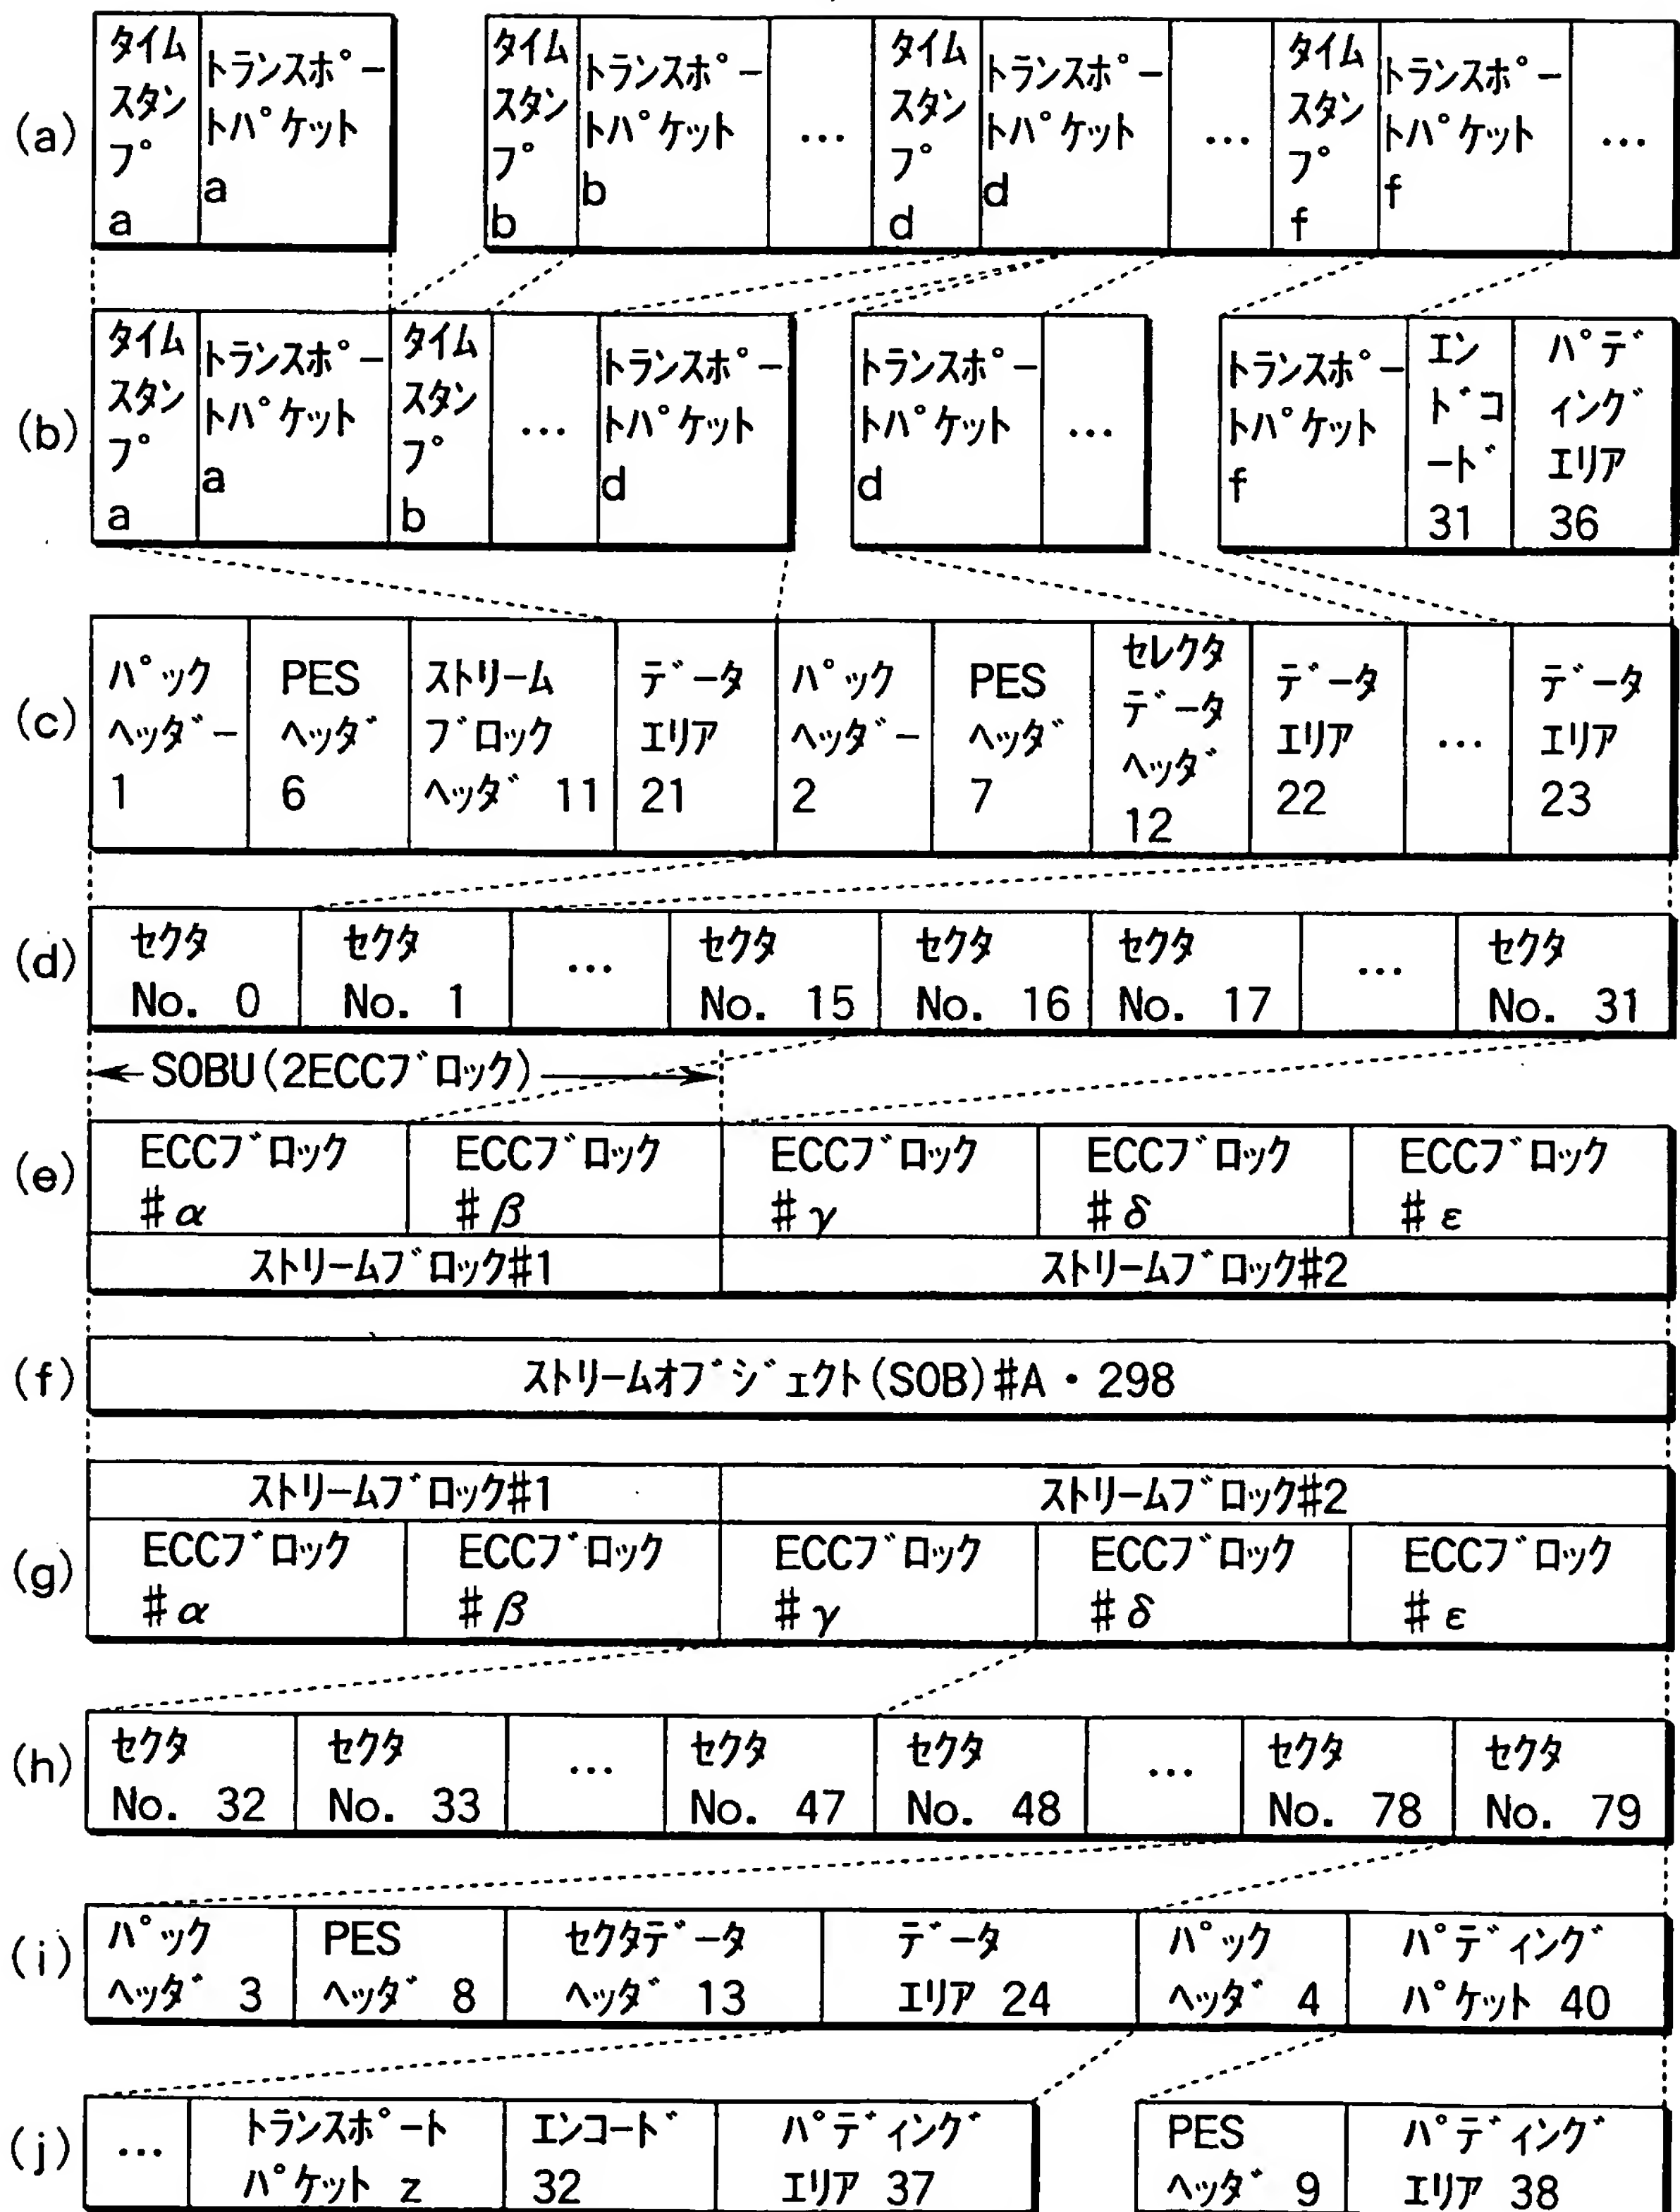 (a)
タイムスタンプ a
トランスポートパケット a
タイムスタンプ b
トランスポートパケット b
…
タイムスタンプ d
トランスポートパケット d
…
タイムスタンプ f
トランスポートパケット f
…
(b)
タイムスタンプ a
トランスポートパケット a
タイムスタンプ b
…
トランスポートパケット d
トランスポートパケット d
…
トランスポートパケット f
エンドコード 31
パディングエリア 36
(c)
パックヘッダー 1
PESヘッダ 6
ストリームブロックヘッダ 11
データエリア 21
パックヘッダー 2
PESヘッダ 7
セレクタデータヘッダ 12
データエリア 22
…
データエリア 23
(d)
セクタ No. 0
セクタ No. 1
…
セクタ No. 15
セクタ No. 16
セクタ No. 17
…
セクタ No. 31
SOBU(2ECCブロック)
(e)
ECCブロック #α
ECCブロック #β
ECCブロック #γ
ECCブロック #δ
ECCブロック #ε
ストリームブロック#1
ストリームブロック#2
(f)
ストリームオブジェクト(SOB)#A・298
ストリームブロック#1
ストリームブロック#2
(g)
ECCブロック #α
ECCブロック #β
ECCブロック #γ
ECCブロック #δ
ECCブロック #ε
(h)
セクタ No. 32
セクタ No. 33
…
セクタ No. 47
セクタ No. 48
…
セクタ No. 78
セクタ No. 79
(i)
パックヘッダ 3
PESヘッダ 8
セクタデータヘッダ 13
データエリア 24
パックヘッダ 4
パディングパケット 40
(j)
…
トランスポートパケット z
エンコード 32
パディングエリア 37
PESヘッダ 9
パディングエリア 38